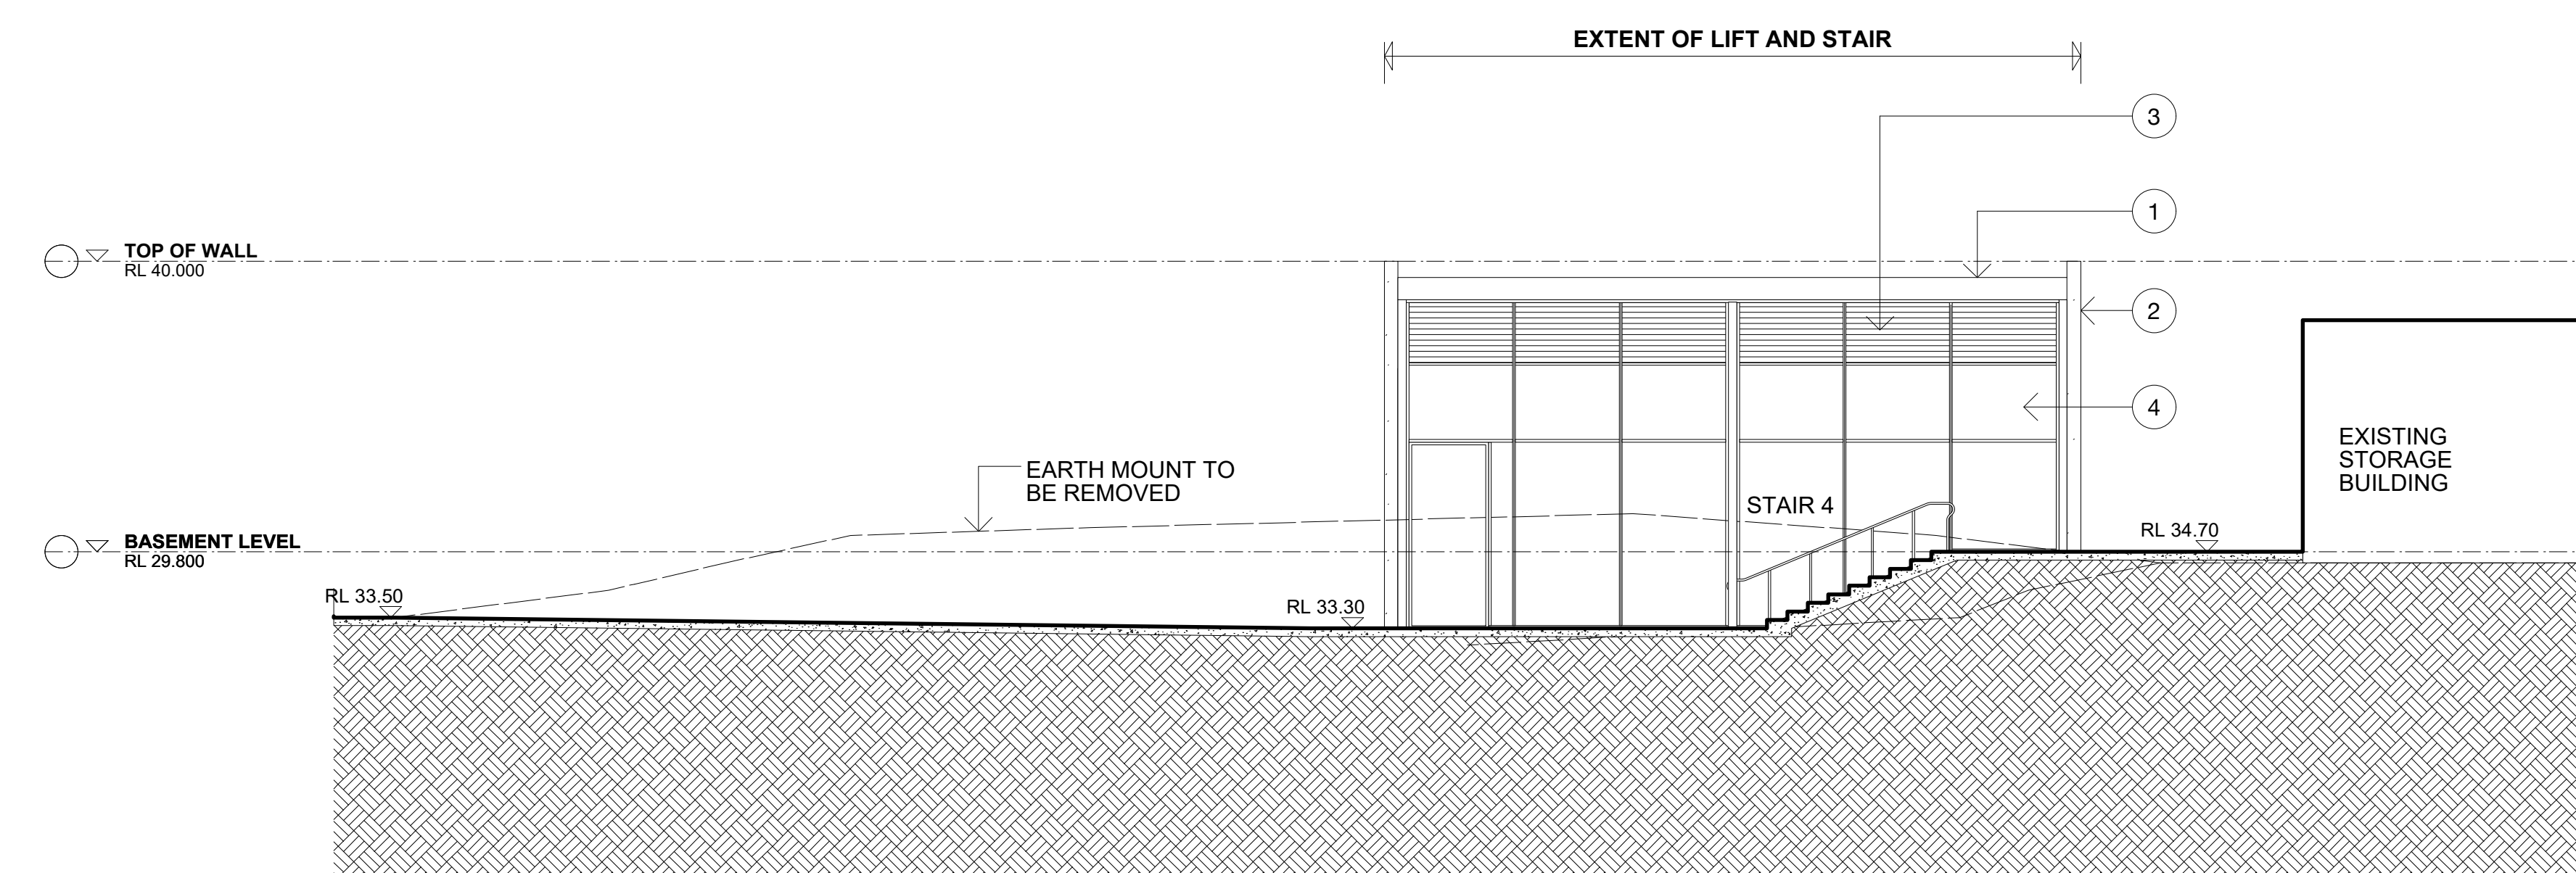 EXTENT OF LIFT AND STAIR
3
1
TOP OF WALL
RL 40.000
2
4
EXISTING
STORAGE
BUILDING
EARTH MOUNT TO
BE REMOVED
STAIR 4
RL 34.70
BASEMENT LEVEL
RL 29.800
RL 33.50
RL 33.30